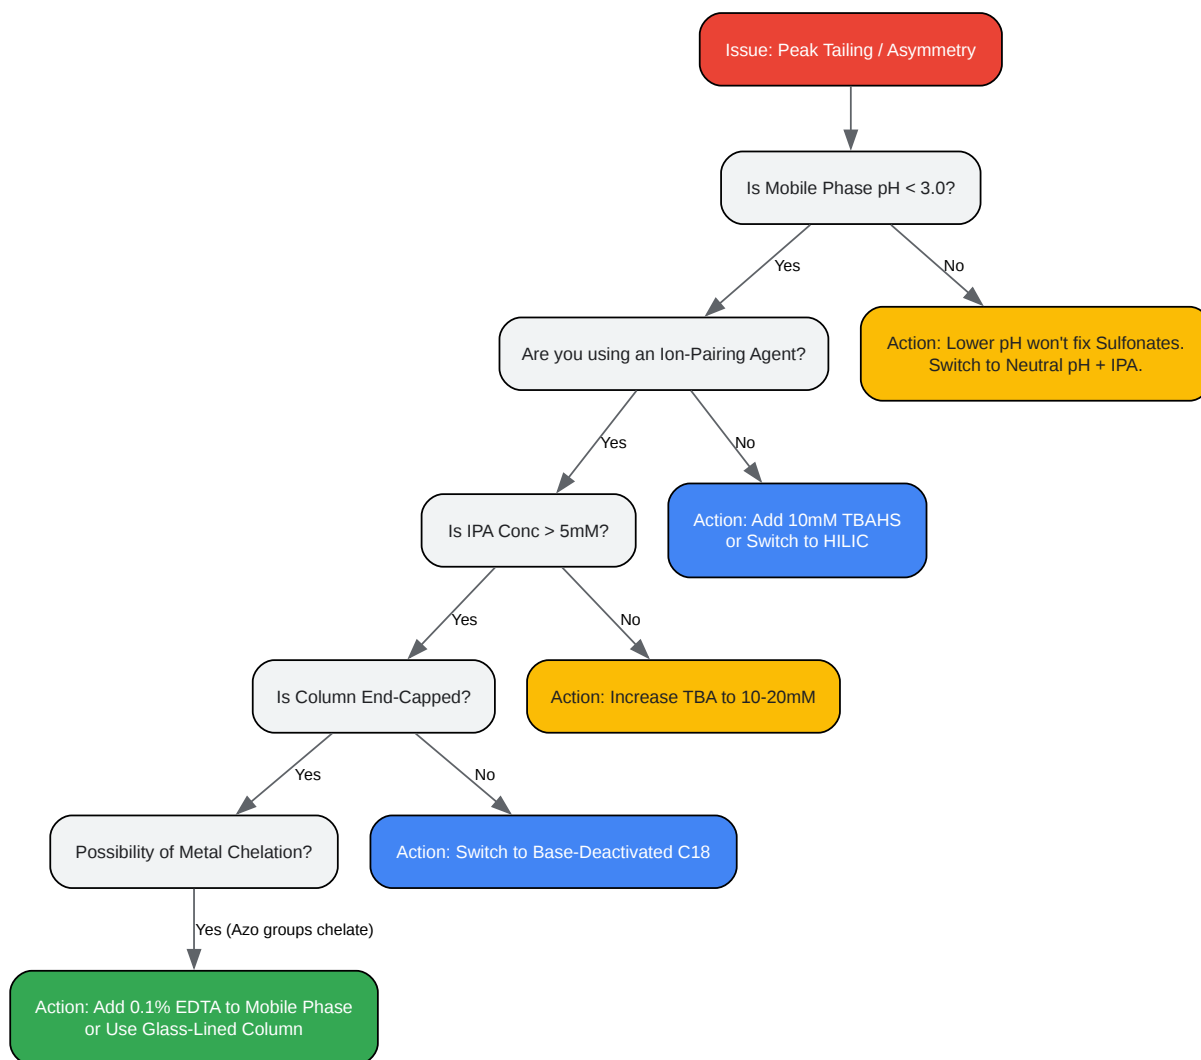 Issue: Peak Tailing / Asymmetry
Is Mobile Phase pH < 3.0?
Yes
No
Are you using an Ion-Pairing Agent?
Action: Lower pH won't fix Sulfonates.
Switch to Neutral pH + IPA.
Yes
No
Is IPA Conc > 5mM?
Action: Add 10mM TBAHS
or Switch to HILIC
Yes
No
Is Column End-Capped?
Action: Increase TBA to 10-20mM
Yes
No
Possibility of Metal Chelation?
Action: Switch to Base-Deactivated C18
Yes (Azo groups chelate)
Action: Add 0.1% EDTA to Mobile Phase
or Use Glass-Lined Column